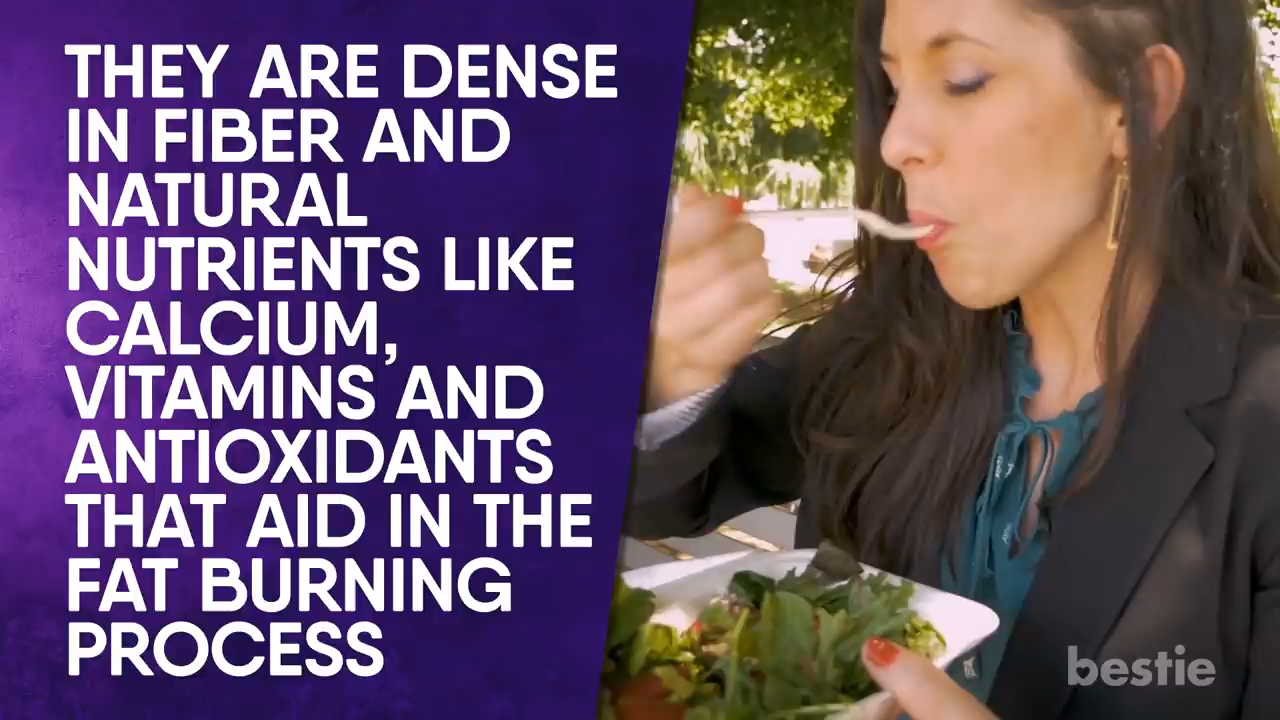 THEY ARE DENSE
IN FIBER AND
NATURAL
NUTRIENTS LIKE
CALCIUM,
VITAMINS AND
ANTIOXIDANTS
THAT AID IN THE
FAT BURNING
PROCESS
bestie